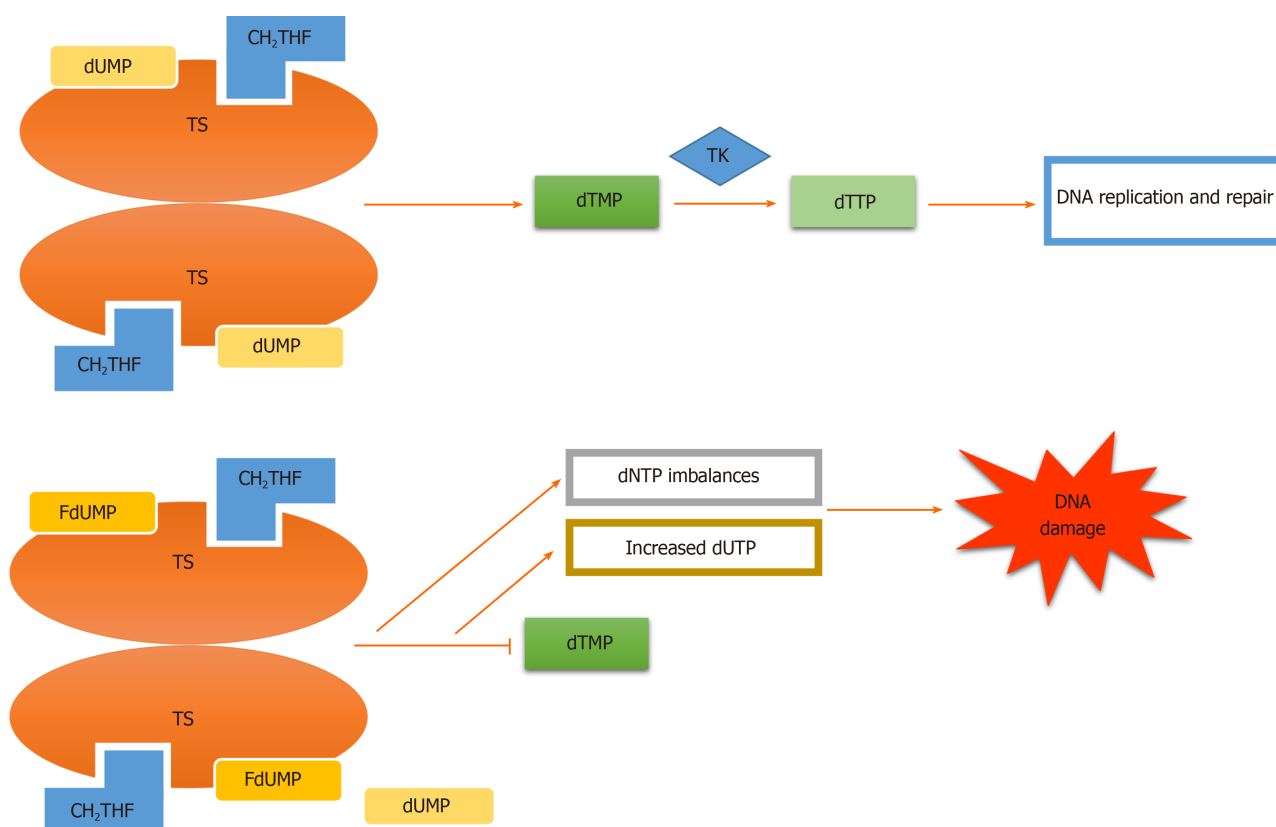 CH₂THF
dUMP
TS
TK
dTMP
dTTP
DNA replication and repair
TS
dUMP
CH₂THF
CH₂THF
FdUMP
dNTP imbalances
DNA
damage
Increased dUTP
TS
dTMP
TS
FdUMP
CH₂THF
dUMP